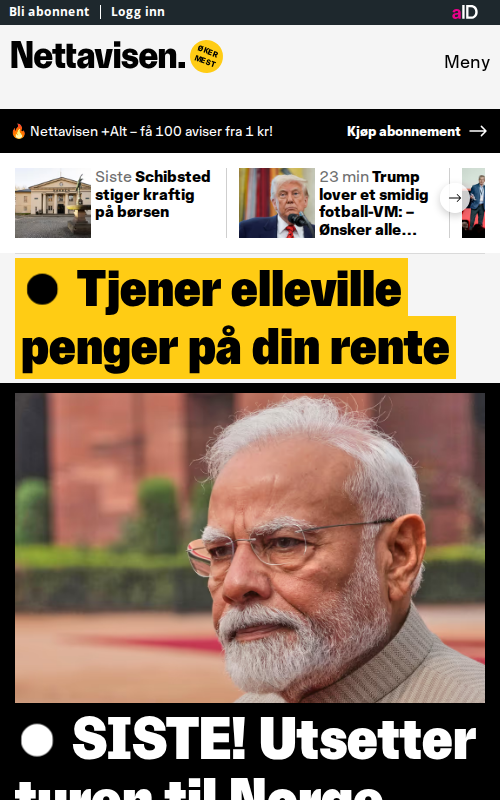 Bli abonnent Logg inn aID
Nettavisen. ØKER MEST
Meny
Nettavisen +Alt – få 100 aviser fra 1 kr! Kjøp abonnement →
Siste Schibsted
stiger kraftig
på børsen
23 min Trump
lover et smidig
fotball-VM: –
Ønsker alle...
Tjener elleville
penger på din rente
SISTE! Utsetter
turen til Norge